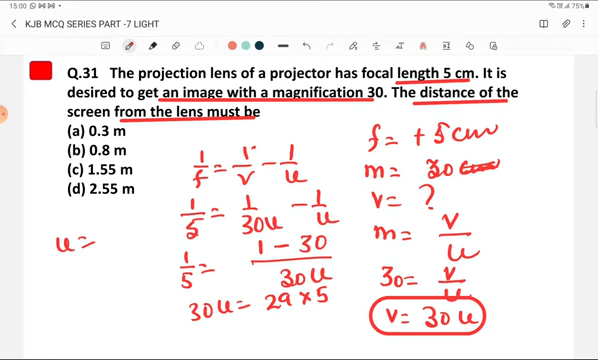 15:00 75%
KJB MCQ SERIES PART -7 LIGHT
Q.31 The projection lens of a projector has focal length 5 cm. It is
desired to get an image with a magnification 30. The distance of the
screen from the lens must be
(a) 0.3 m
(b) 0.8 m
(c) 1.55 m
(d) 2.55 m
f = +5cm
m = 30 cm
v = ?
m = v/u
30 = v/u
v = 30u
1/f = 1/v - 1/u
1/5 = 1/30u - 1/u
1/5 = 1-30/30u
30u = 29 × 5
u =